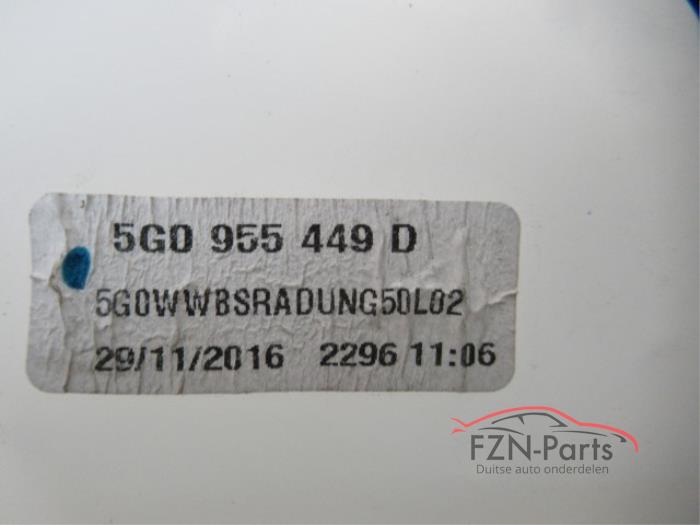 5G0 955 449 D
5G0WWBSRADUNG50L02
29/11/2016 2296 11:06
FZN-Parts
Duitse auto onderdelen